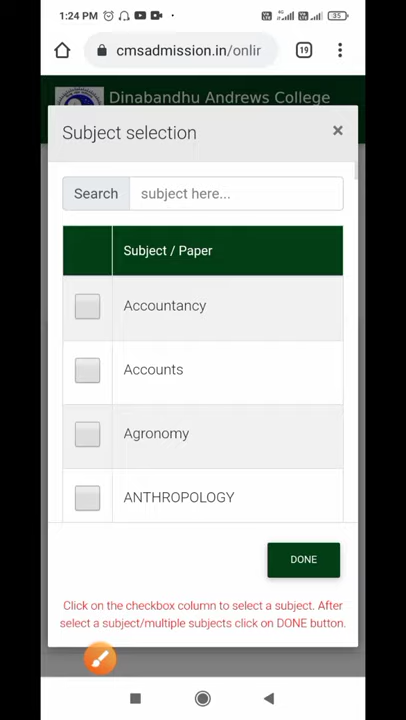 1:24 PM
35
cmsadmission.in/onlir
19
Dinabandhu Andrews College
Subject selection
×
Search
subject here...
Subject / Paper
Accountancy
Accounts
Agronomy
ANTHROPOLOGY
DONE
Click on the checkbox column to select a subject. After
select a subject/multiple subjects click on DONE button.